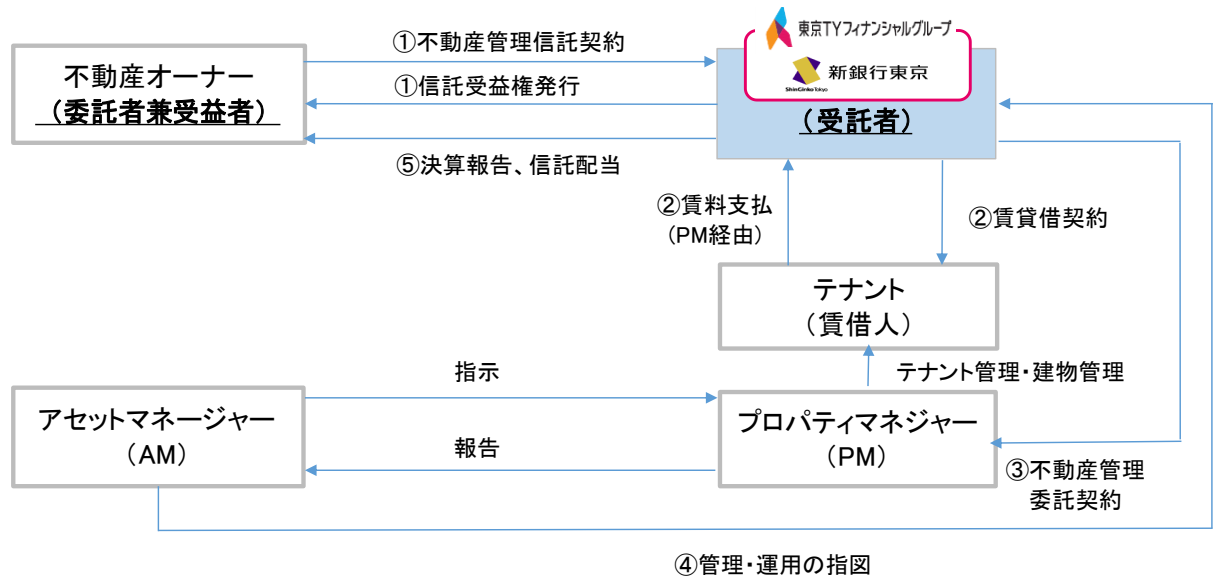 東京TYフィナンシャルグループ
①不動産管理信託契約
不動産オーナー
（委託者兼受益者）
新銀行東京
ShinGinko Tokyo
①信託受益権発行
（受託者）
⑤決算報告、信託配当
②賃料支払
（PM経由）
②賃貸借契約
テナント
（賃借人）
指示
テナント管理・建物管理
アセットマネージャー
（AM）
プロパティマネジャー
（PM）
報告
③不動産管理
委託契約
④管理・運用の指図